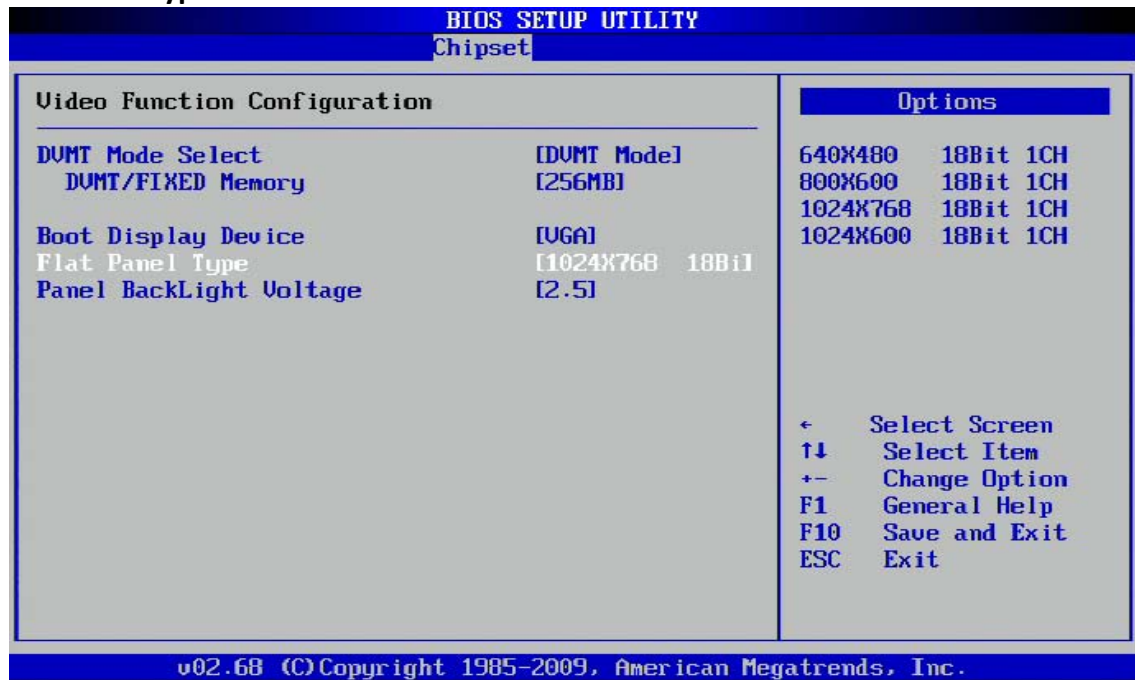 BIOS SETUP UTILITY
Chipset
Video Function Configuration
DVMT Mode Select [DVMT Mode]
DVMT/FIXED Memory [256MB]
Boot Display Device [VGA]
Flat Panel Type [1024X768 18Bi]
Panel BackLight Voltage [2.5]
Options
640X480 18Bit 1CH
800X600 18Bit 1CH
1024X768 18Bit 1CH
1024X600 18Bit 1CH
← Select Screen
↑↓ Select Item
+- Change Option
F1 General Help
F10 Save and Exit
ESC Exit
v02.68 (C)Copyright 1985-2009, American Megatrends, Inc.